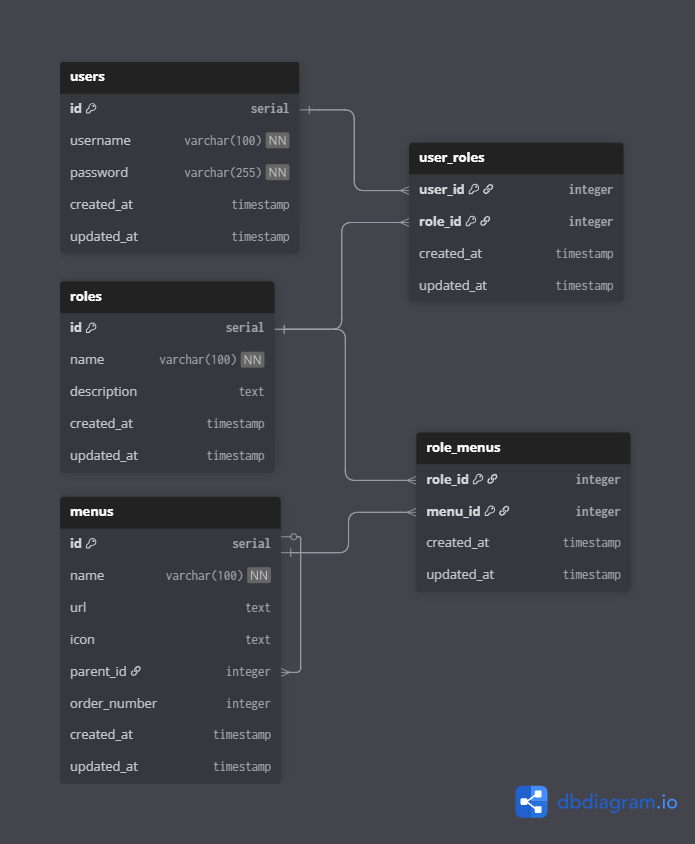 users
id serial
username varchar(100) NN
password varchar(255) NN
created_at timestamp
updated_at timestamp
user_roles
user_id integer
role_id integer
created_at timestamp
updated_at timestamp
roles
id serial
name varchar(100) NN
description text
created_at timestamp
updated_at timestamp
role_menus
role_id integer
menu_id integer
created_at timestamp
updated_at timestamp
menus
id serial
name varchar(100) NN
url text
icon text
parent_id integer
order_number integer
created_at timestamp
updated_at timestamp
dbdiagram.io